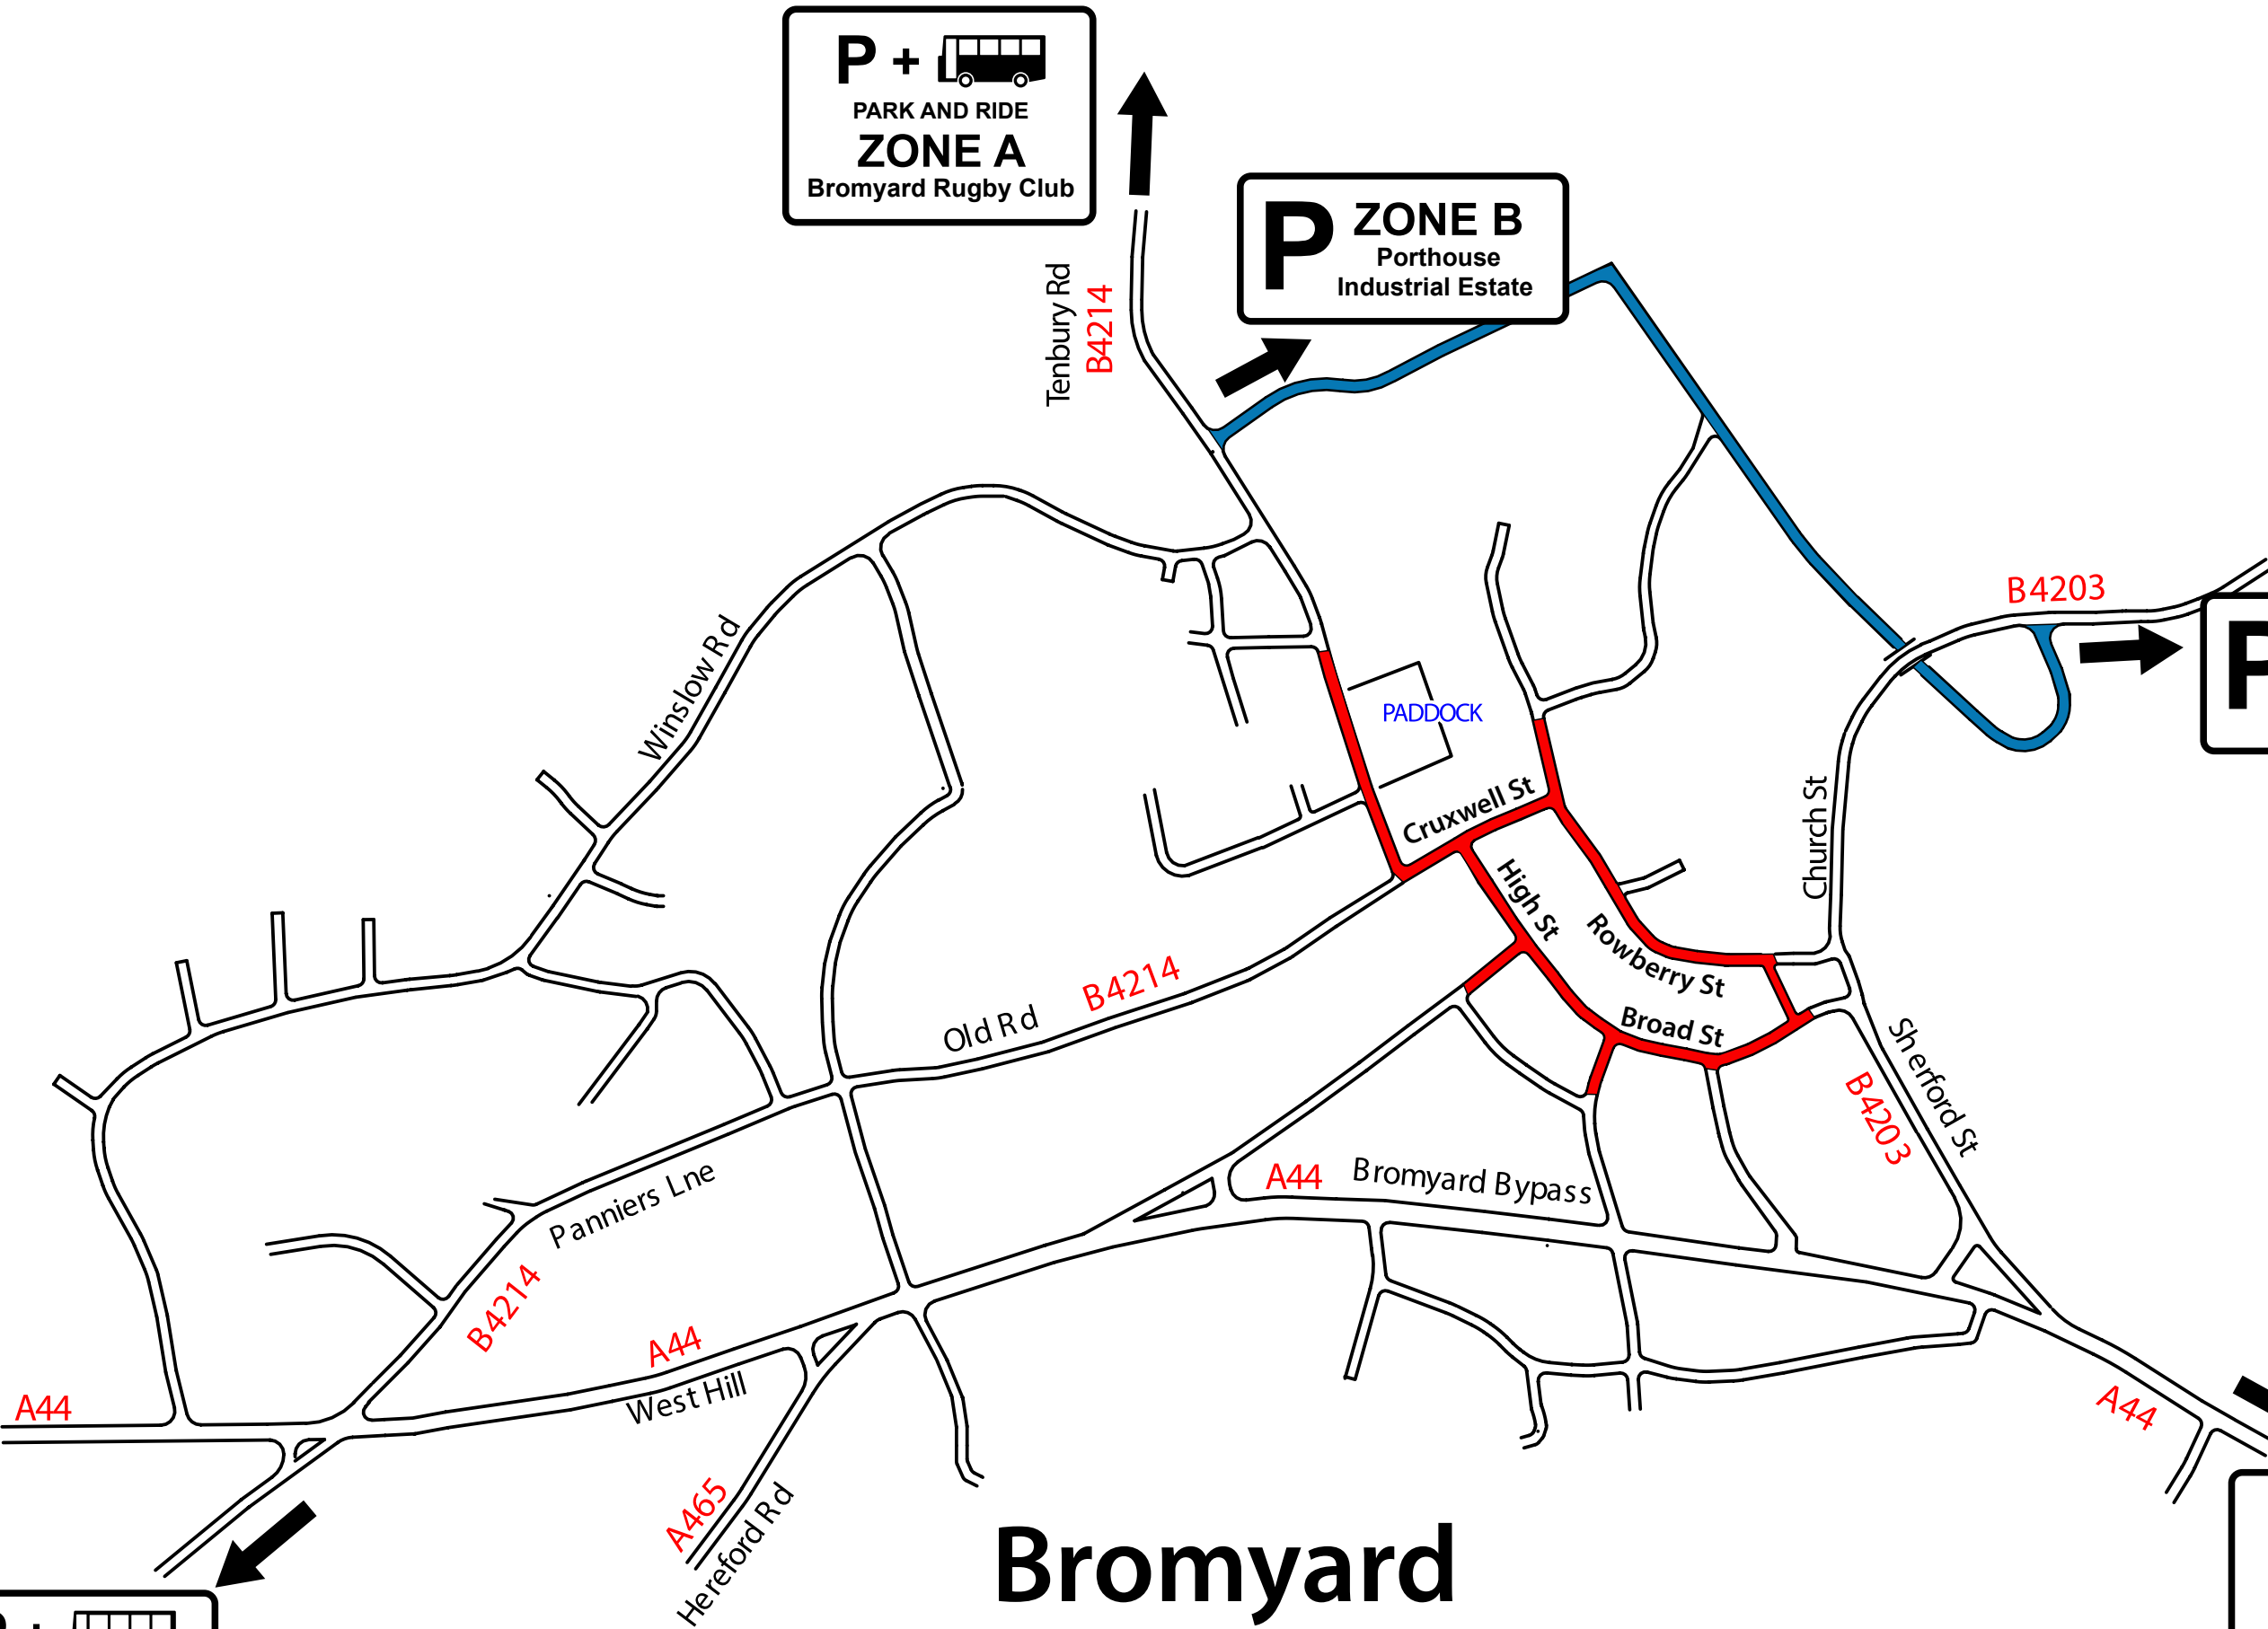 P +
PARK AND RIDE
ZONE A
Bromyard Rugby Club
P
ZONE B
Porthouse
Industrial Estate
Tenbury Rd
B4214
B4203
P
Winslow Rd
PADDOCK
Cruxwell St
High St
Rowberry St
Broad St
Church St
Sherford St
B4203
Old Rd
B4214
A44
Bromyard Bypass
Panniers Lne
B4214
A44
West Hill
A44
A465
Hereford Rd
A44
Bromyard